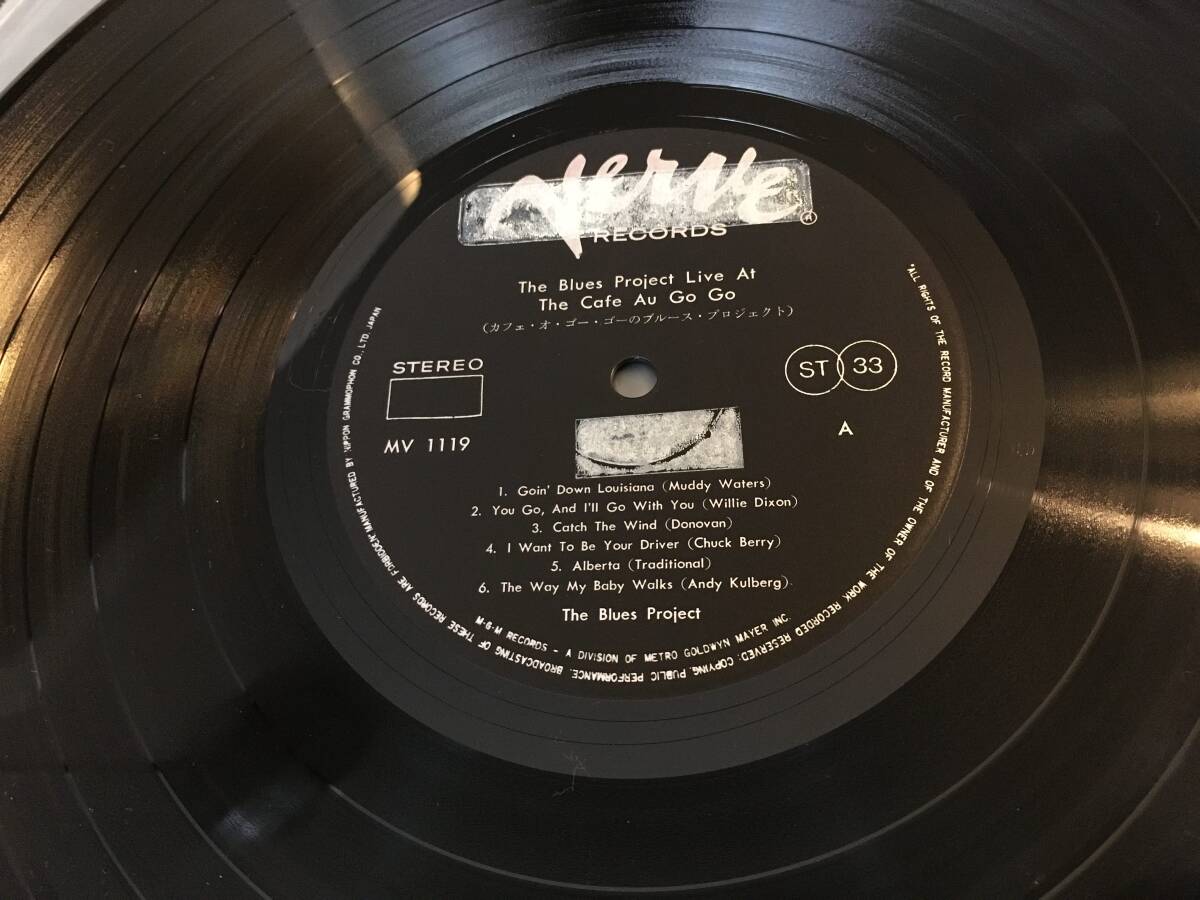 Verve
RECORDS
®
The Blues Project Live At
The Cafe Au Go Go
(カフェ・オ・ゴー・ゴーのブルース・プロジェクト)
STEREO
ST 33
MV 1119
A
1. Goin' Down Louisiana (Muddy Waters)
2. You Go, And I'll Go With You (Willie Dixon)
3. Catch The Wind (Donovan)
4. I Want To Be Your Driver (Chuck Berry)
5. Alberta (Traditional)
6. The Way My Baby Walks (Andy Kulberg)
The Blues Project
M-G-M RECORDS – A DIVISION OF METRO GOLDWYN MAYER INC.
"ALL RIGHTS OF THE RECORD MANUFACTURER AND OF THE OWNER OF THE WORK RECORDED RESERVED. COPYING, PUBLIC PERFORMANCE, BROADCASTING OF THESE RECORDS ARE FORBIDDEN" MANUFACTURED BY NIPPON GRAMMOPHON CO., LTD. JAPAN